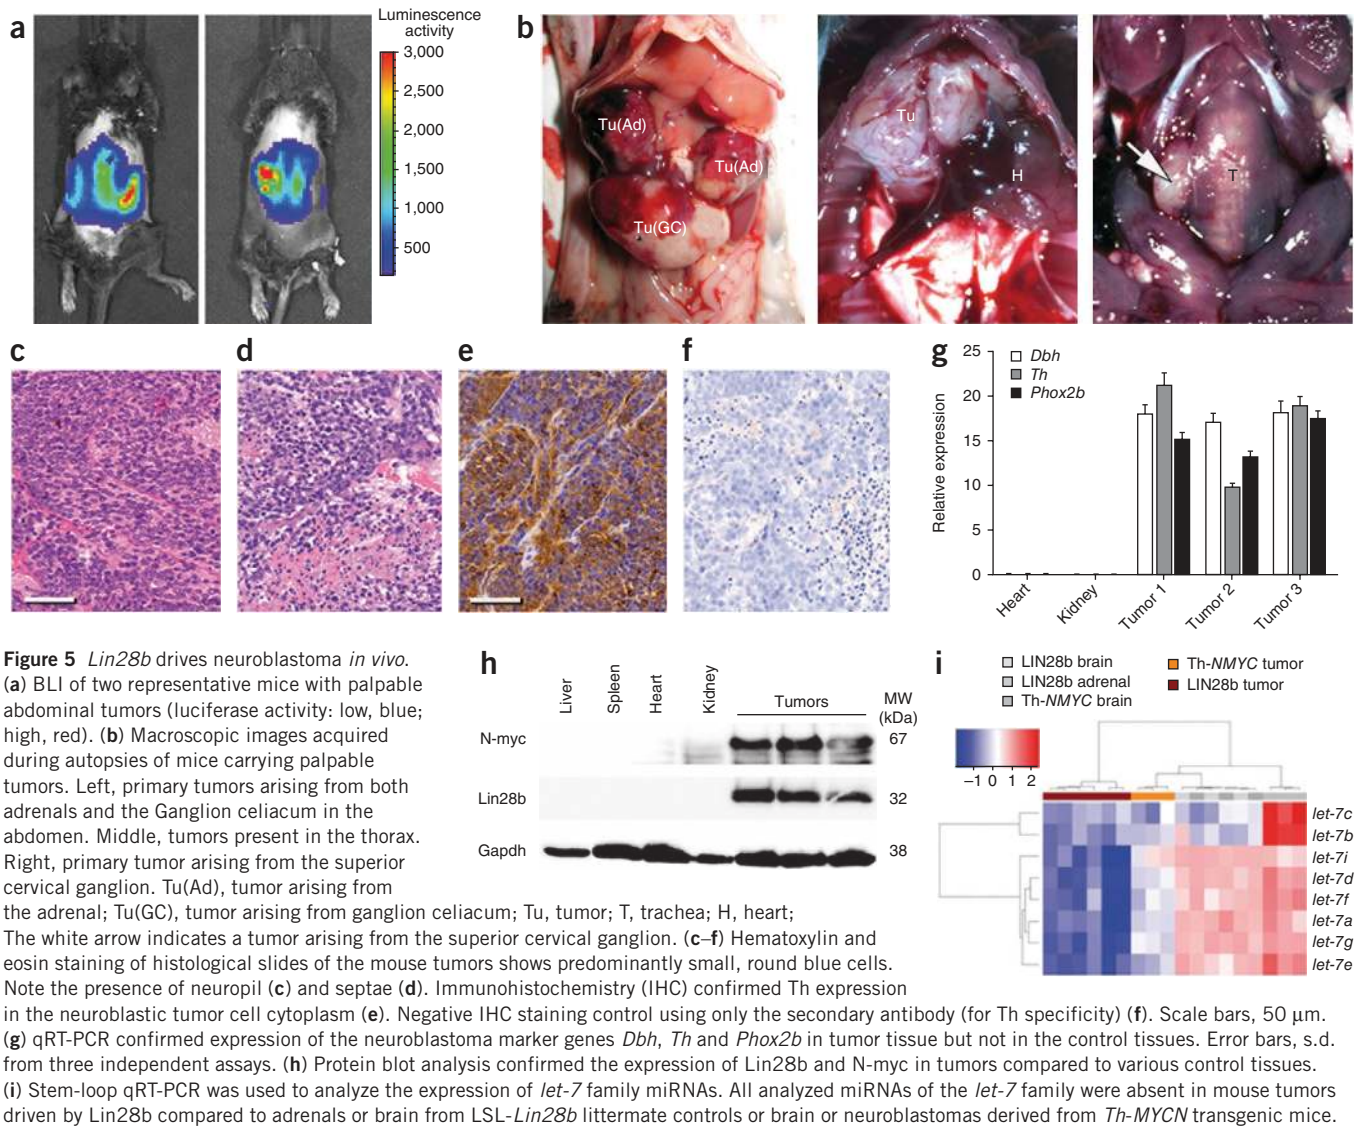 a
Luminescence
activity
3,000
2,500
2,000
1,500
1,000
500
b
Tu(Ad)
Tu(Ad)
Tu(GC)
Tu
H
T
c
d
e
f
g
25
20
15
10
5
0
Relative expression
Dbh
Th
Phox2b
Heart
Kidney
Tumor 1
Tumor 2
Tumor 3
Figure 5 Lin28b drives neuroblastoma in vivo.
(a) BLI of two representative mice with palpable
abdominal tumors (luciferase activity: low, blue;
high, red). (b) Macroscopic images acquired
during autopsies of mice carrying palpable
tumors. Left, primary tumors arising from both
adrenals and the Ganglion celiacum in the
abdomen. Middle, tumors present in the thorax.
Right, primary tumor arising from the superior
cervical ganglion. Tu(Ad), tumor arising from
the adrenal; Tu(GC), tumor arising from ganglion celiacum; Tu, tumor; T, trachea; H, heart;
The white arrow indicates a tumor arising from the superior cervical ganglion. (c–f) Hematoxylin and
eosin staining of histological slides of the mouse tumors shows predominantly small, round blue cells.
Note the presence of neuropil (c) and septae (d). Immunohistochemistry (IHC) confirmed Th expression
in the neuroblastic tumor cell cytoplasm (e). Negative IHC staining control using only the secondary antibody (for Th specificity) (f). Scale bars, 50 μm.
(g) qRT-PCR confirmed expression of the neuroblastoma marker genes Dbh, Th and Phox2b in tumor tissue but not in the control tissues. Error bars, s.d.
from three independent assays. (h) Protein blot analysis confirmed the expression of Lin28b and N-myc in tumors compared to various control tissues.
(i) Stem-loop qRT-PCR was used to analyze the expression of let-7 family miRNAs. All analyzed miRNAs of the let-7 family were absent in mouse tumors
driven by Lin28b compared to adrenals or brain from LSL-Lin28b littermate controls or brain or neuroblastomas derived from Th-MYCN transgenic mice.
h
Liver
Spleen
Heart
Kidney
Tumors
MW
(kDa)
N-myc
67
Lin28b
32
Gapdh
38
i
LIN28b brain
LIN28b adrenal
Th-NMYC brain
Th-NMYC tumor
LIN28b tumor
−1 0 1 2
let-7c
let-7b
let-7i
let-7d
let-7f
let-7a
let-7g
let-7e